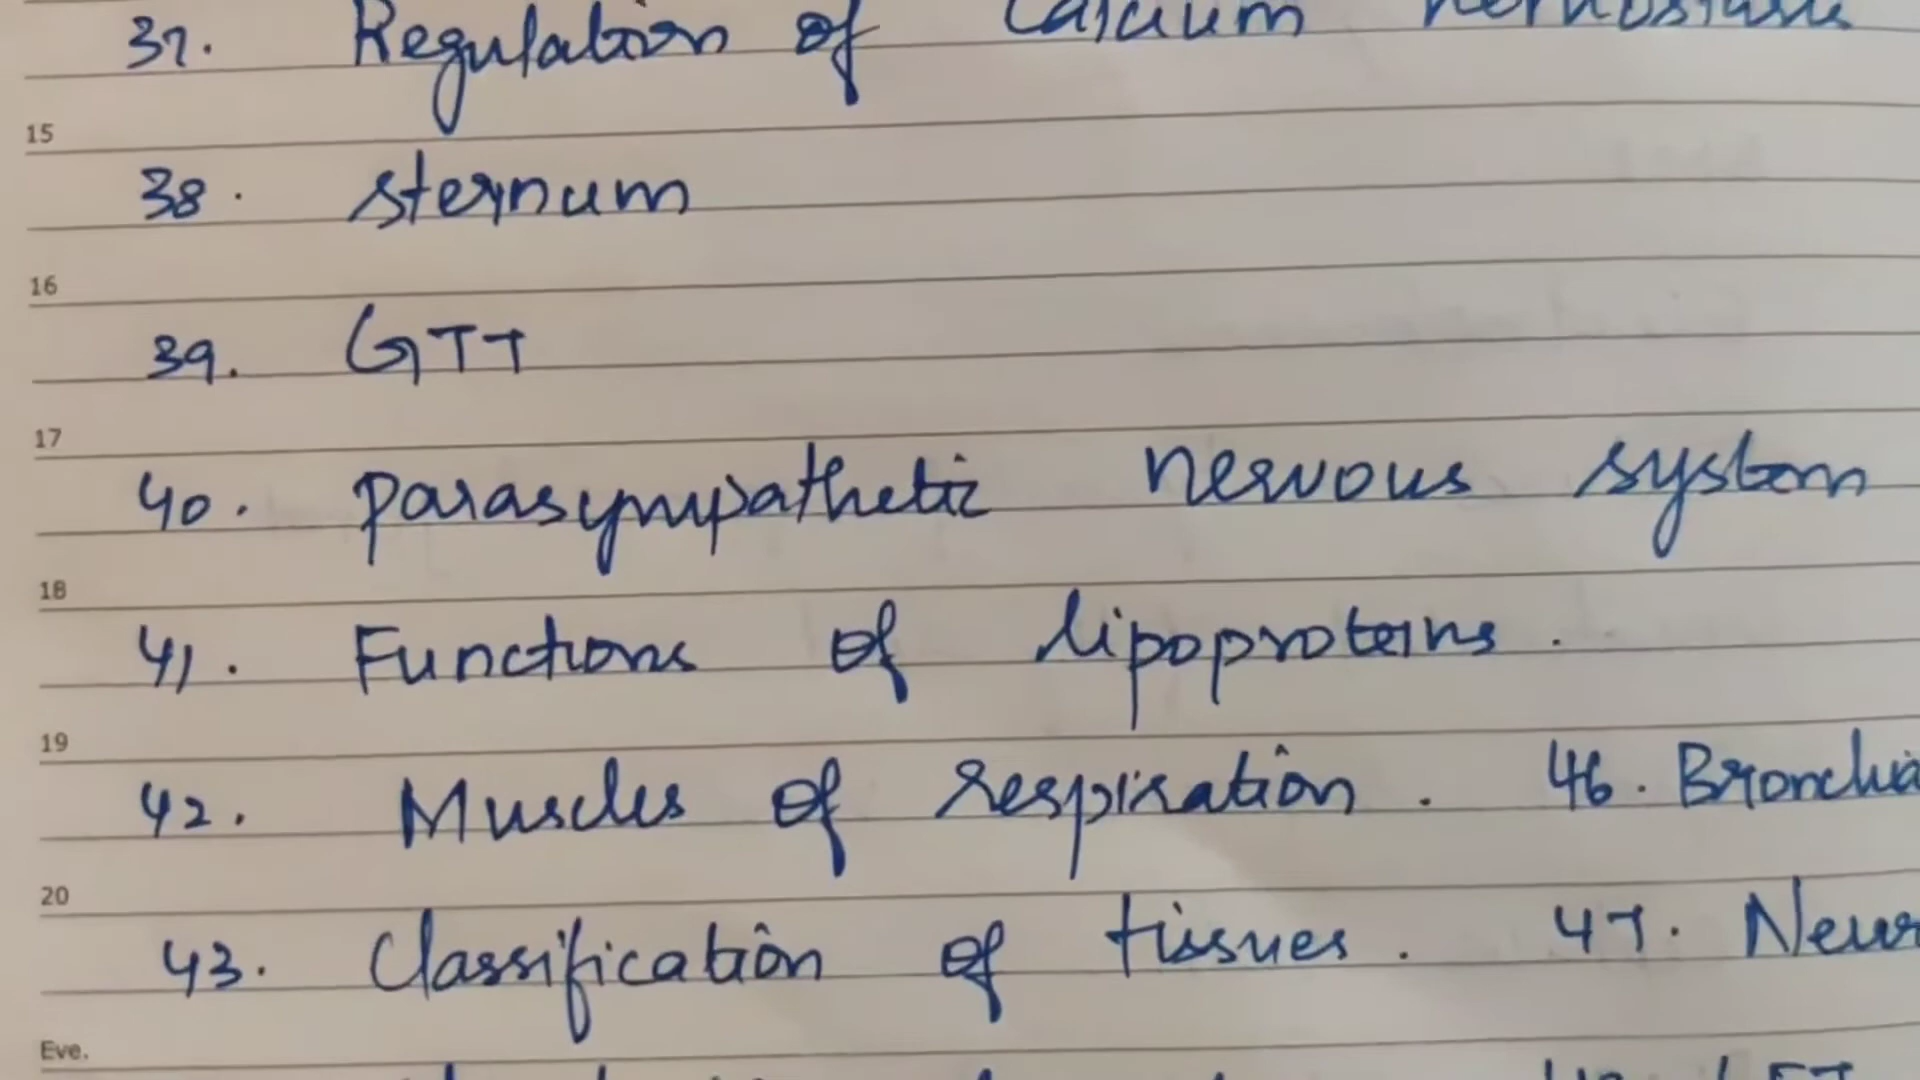 37. Regulation of Calcium
15
38. sternum
16
39. GTT
17
40. parasympathetic nervous system
18
41. Functions of lipoproteins.
19
42. Muscles of respiration. 46.
20
43. Classification of tissues. 47.
Eve.